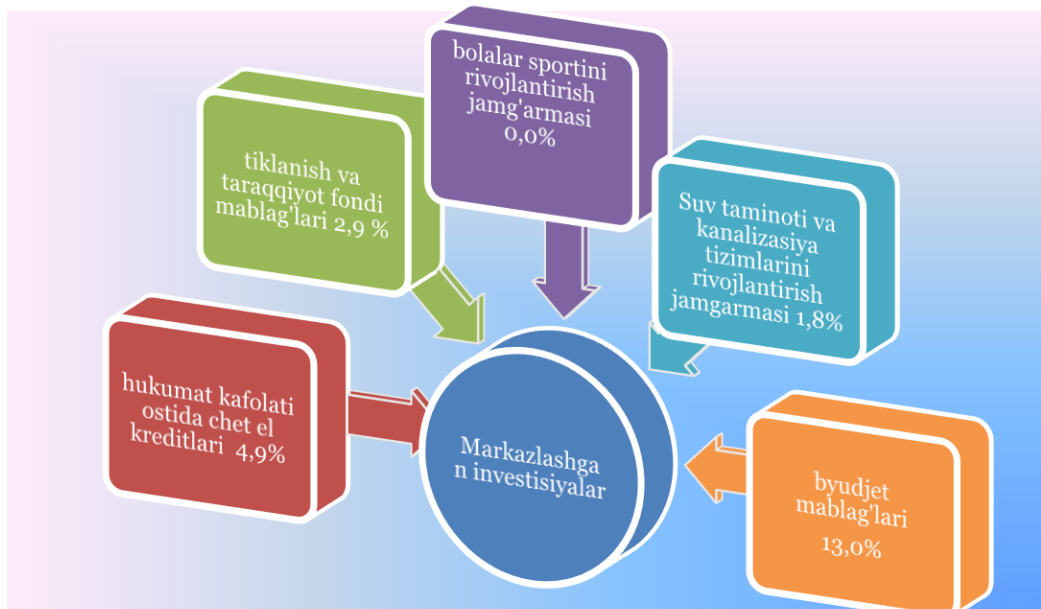 bolalar sportini
rivojlantirish
jamg'armasi
0,0%
tiklanish va
taraqqiyot fondi
mablag'lari 2,9 %
Suv taminoti va
kanalizasiya
tizimlarini
rivojlantirish
jamgarmasi 1,8%
hukumat kafolati
ostida chet el
kreditlari 4,9%
Markazlashga
n investisiyalar
byudjet
mablag'lari
13,0%